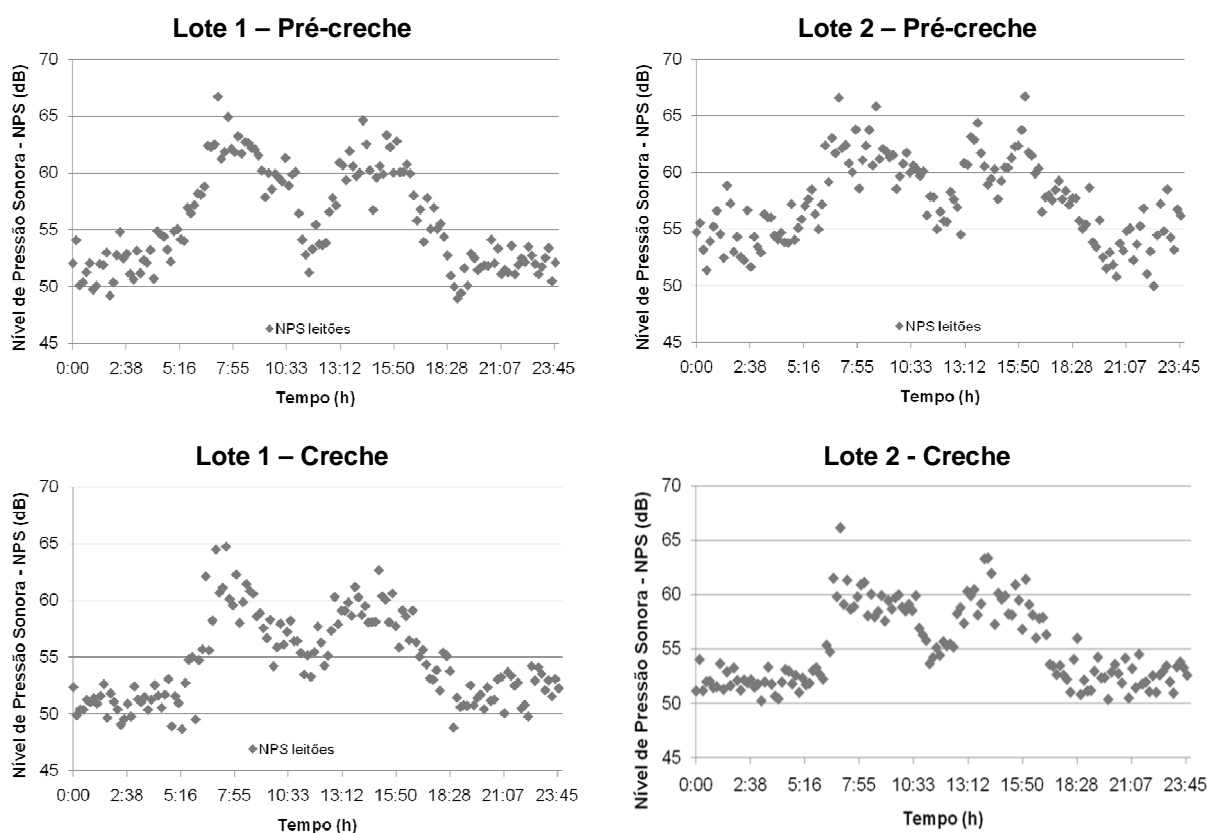 Lote 1 – Pré-creche
Nível de Pressão Sonora - NPS (dB)
70
65
60
55
50
45
NPS leitões
0:00 2:38 5:16 7:55 10:33 13:12 15:50 18:28 21:07 23:45
Tempo (h)
Lote 2 – Pré-creche
Nível de Pressão Sonora - NPS (dB)
70
65
60
55
50
45
NPS leitões
0:00 2:38 5:16 7:55 10:33 13:12 15:50 18:28 21:07 23:45
Tempo (h)
Lote 1 – Creche
Nível de Pressão Sonora - NPS (dB)
70
65
60
55
50
45
NPS leitões
0:00 2:38 5:16 7:55 10:33 13:12 15:50 18:28 21:07 23:45
Tempo (h)
Lote 2 - Creche
Nível de Pressão Sonora - NPS (dB)
70
65
60
55
50
45
0:00 2:38 5:16 7:55 10:33 13:12 15:50 18:28 21:07 23:45
Tempo (h)